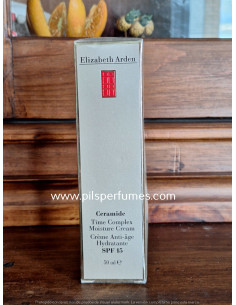 Elizabeth Arden
www.pilsperfumes.com
Ceramide
Time Complex
Moisture Cream
Crème Anti-âge
Hydratante
SPF 15
50 ml e